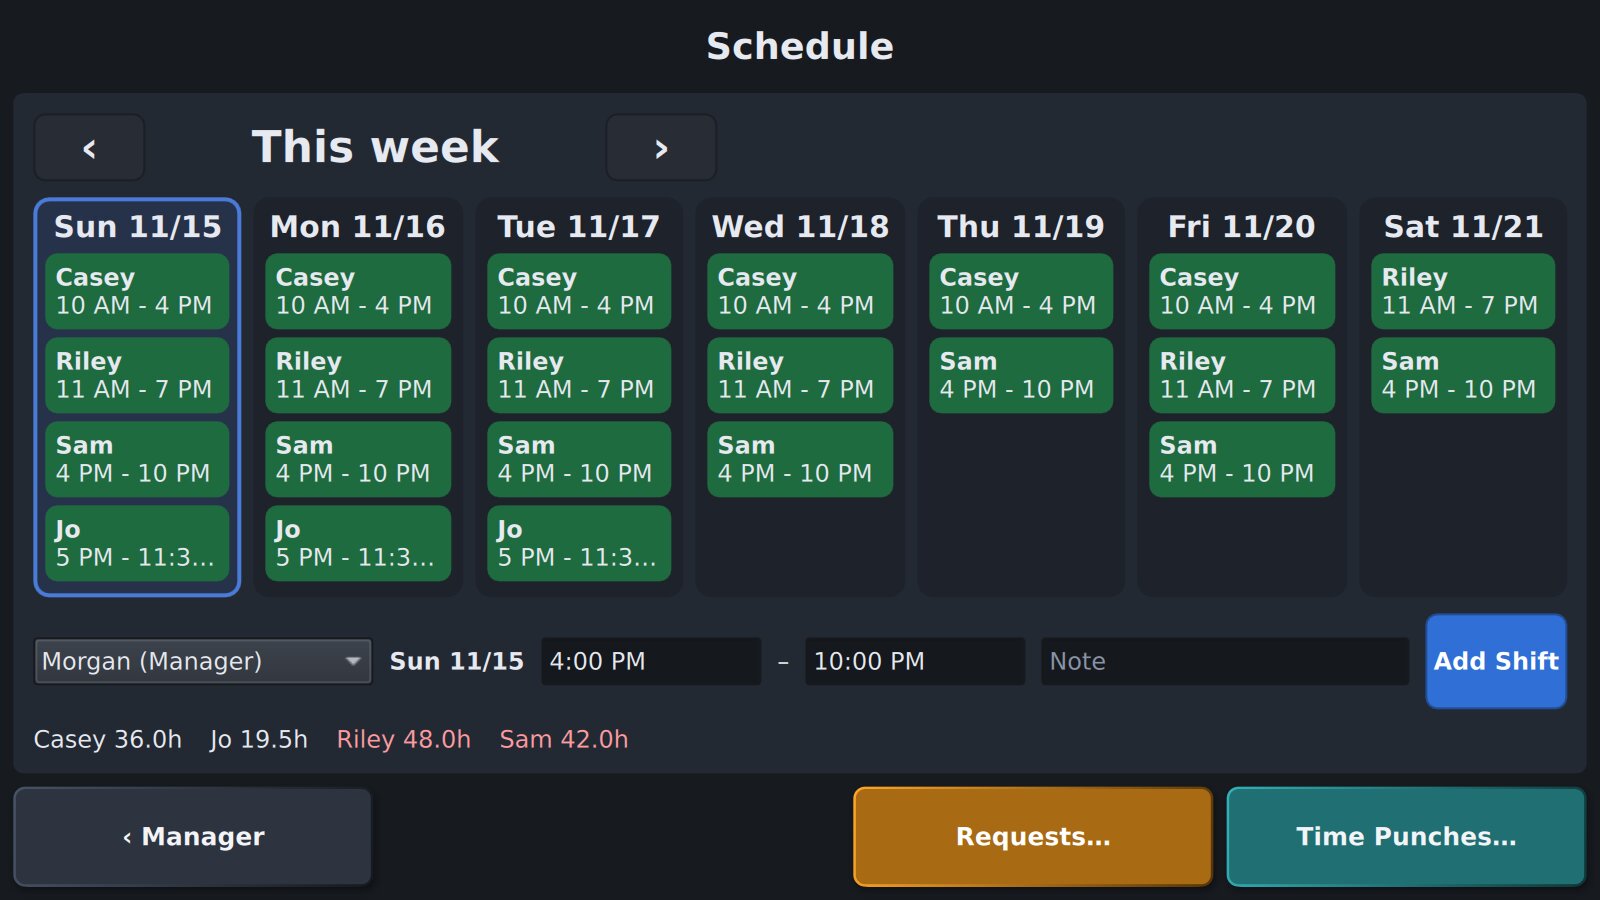 Schedule
‹ This week ›
Sun 11/15
Casey
10 AM - 4 PM
Riley
11 AM - 7 PM
Sam
4 PM - 10 PM
Jo
5 PM - 11:3…
Mon 11/16
Casey
10 AM - 4 PM
Riley
11 AM - 7 PM
Sam
4 PM - 10 PM
Jo
5 PM - 11:3…
Tue 11/17
Casey
10 AM - 4 PM
Riley
11 AM - 7 PM
Sam
4 PM - 10 PM
Jo
5 PM - 11:3…
Wed 11/18
Casey
10 AM - 4 PM
Riley
11 AM - 7 PM
Sam
4 PM - 10 PM
Thu 11/19
Casey
10 AM - 4 PM
Sam
4 PM - 10 PM
Fri 11/20
Casey
10 AM - 4 PM
Riley
11 AM - 7 PM
Sam
4 PM - 10 PM
Sat 11/21
Riley
11 AM - 7 PM
Sam
4 PM - 10 PM
Morgan (Manager) Sun 11/15 4:00 PM – 10:00 PM Note Add Shift
Casey 36.0h Jo 19.5h Riley 48.0h Sam 42.0h
‹ Manager Requests… Time Punches…